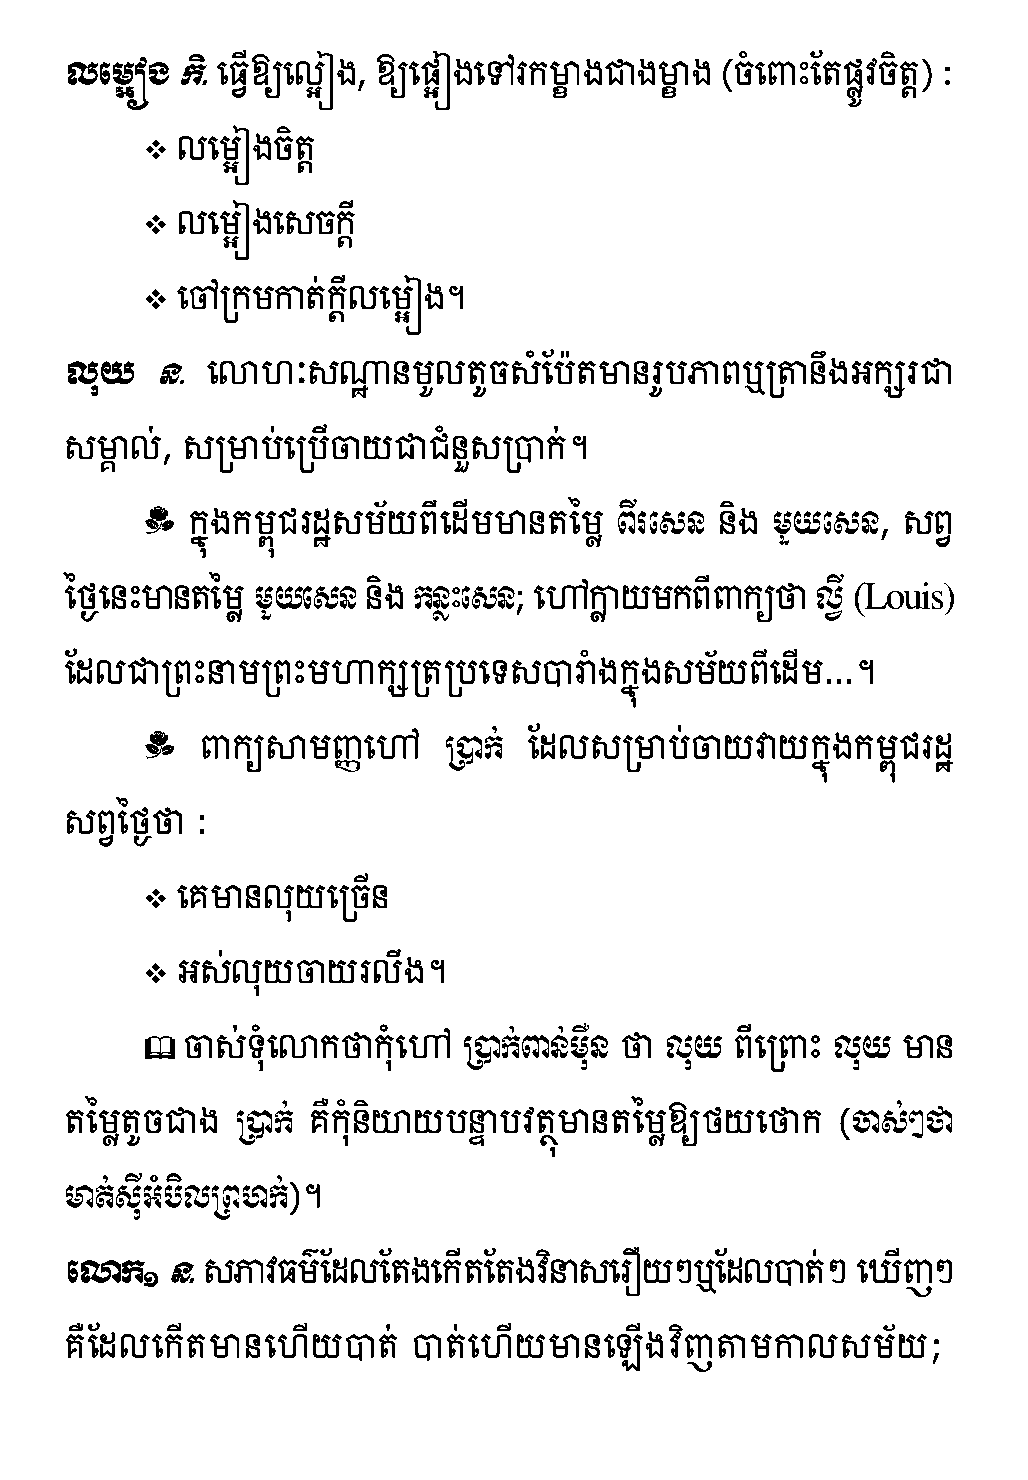 លម្អៀង កិ. ធ្វើឱ្យល្អៀង, ឱ្យផ្អៀងទៅរកម្ខាងជាងម្ខាង (ចំពោះតែផ្លូវចិត្ត) :
❖ លម្អៀងចិត្ត
❖ លម្អៀងសេចក្ដី
❖ ចៅក្រមកាត់ក្ដីលម្អៀង។
លុយ ន. លោហៈសណ្ឋានមូលតូចសំប៉ែតមានរូបភាពឬត្រានឹងអក្សរជា
សម្គាល់, សម្រាប់ប្រើចាយជាជំនួសប្រាក់។
ក្នុងកម្ពុជរដ្ឋសម័យពីដើមមានតម្លៃ ពីរសេន និង មួយសេន, សព្វ
ថ្ងៃនេះមានតម្លៃ មួយសេន និង កន្លះសេន; ហៅក្លាយមកពីពាក្យថា ល្វី (Louis)
ដែលជាព្រះនាមព្រះមហាក្សត្រប្រទេសបារាំងក្នុងសម័យពីដើម...។
ពាក្យសាមញ្ញហៅ ប្រាក់ ដែលសម្រាប់ចាយវាយក្នុងកម្ពុជរដ្ឋ
សព្វថ្ងៃថា :
❖ គេមានលុយច្រើន
❖ អស់លុយចាយរលីង។
ចាស់ទុំលោកថាកុំហៅ ប្រាក់ពាន់ម៉ឺន ថា លុយ ពីព្រោះ លុយ មាន
តម្លៃតូចជាង ប្រាក់ គឺកុំនិយាយបន្ទាបវត្ថុមានតម្លៃឱ្យថយថោក (ចាស់ៗថា
មាត់ស៊ីអំបិលព្រហក់)។
លោក១ ន. សភាវធម៌ដែលតែងកើតតែងវិនាសរឿយៗឬដែលបាត់ៗ ឃើញៗ
គឺដែលកើតមានហើយបាត់ បាត់ហើយមានឡើងវិញតាមកាលសម័យ;